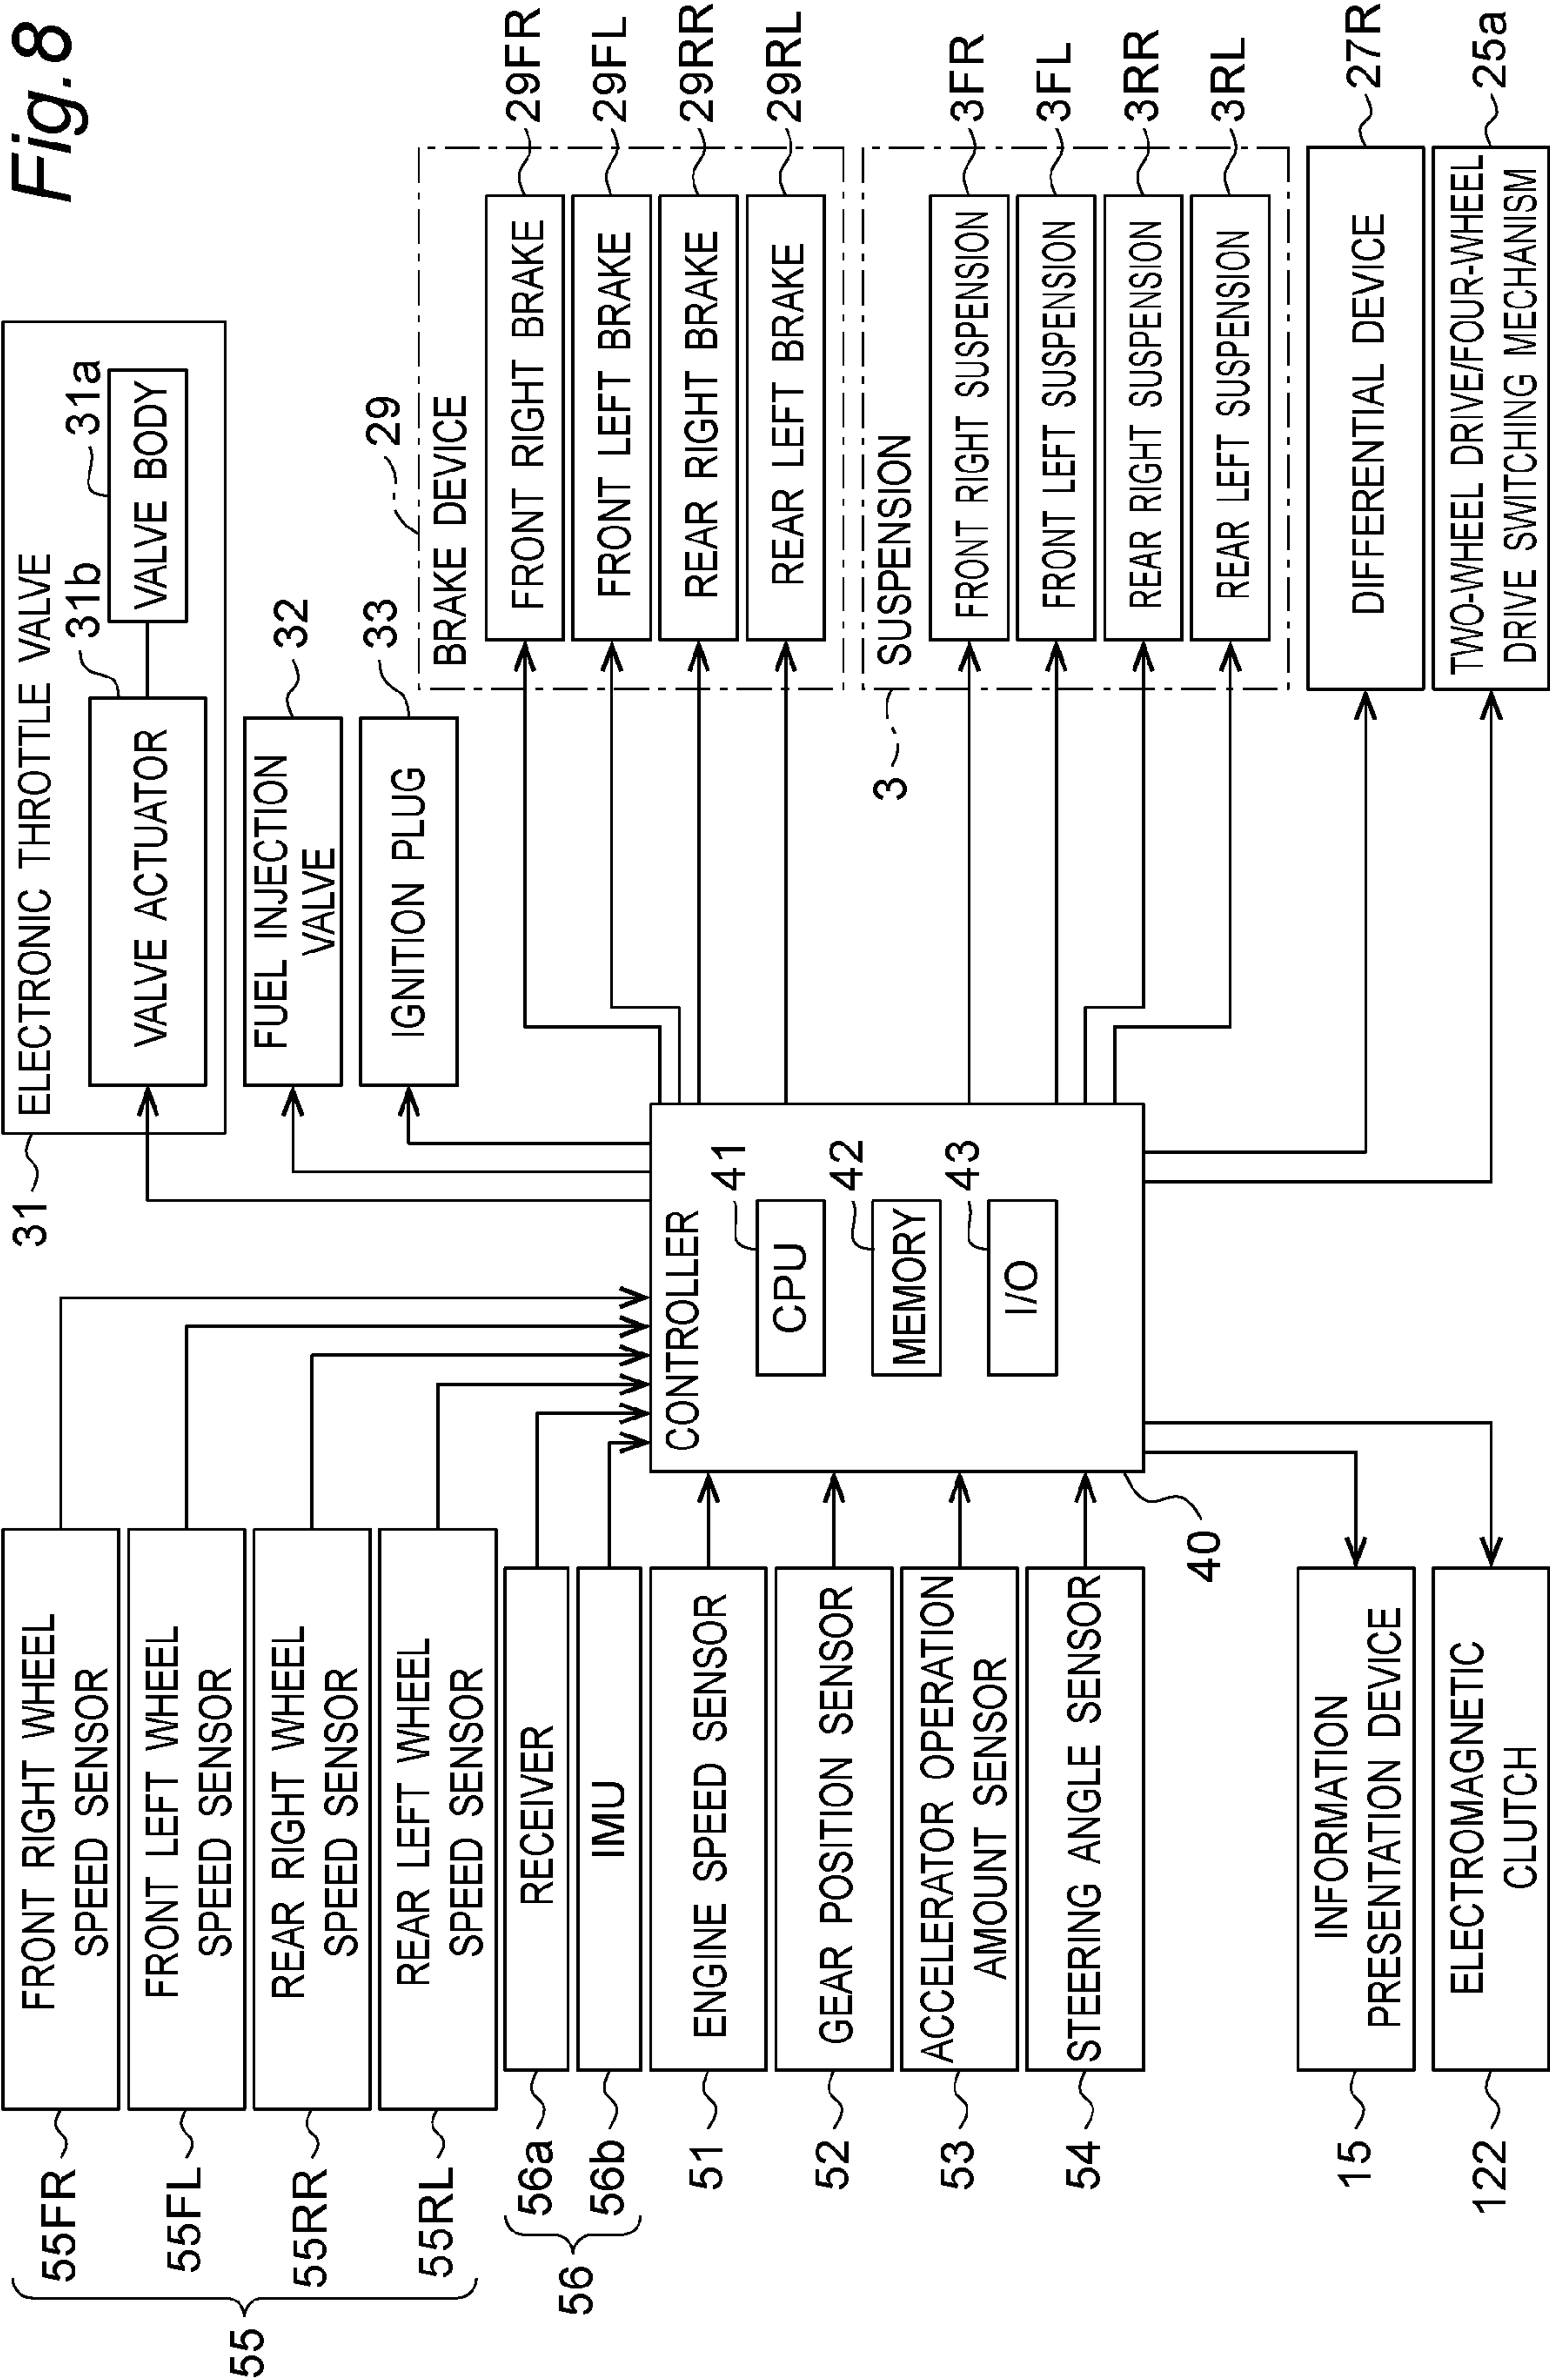 Fig.8
55FR
FRONT RIGHT WHEEL
SPEED SENSOR
55FL
FRONT LEFT WHEEL
SPEED SENSOR
55RR
REAR RIGHT WHEEL
SPEED SENSOR
55RL
REAR LEFT WHEEL
SPEED SENSOR
55
56a
RECEIVER
56b
IMU
56
51
ENGINE SPEED SENSOR
52
GEAR POSITION SENSOR
53
ACCELERATOR OPERATION
AMOUNT SENSOR
54
STEERING ANGLE SENSOR
15
INFORMATION
PRESENTATION DEVICE
122
ELECTROMAGNETIC
CLUTCH
CONTROLLER
41
CPU
42
MEMORY
43
I/O
40
31
ELECTRONIC THROTTLE VALVE
31b
VALVE ACTUATOR
31a
VALVE BODY
32
FUEL INJECTION
VALVE
33
IGNITION PLUG
29
BRAKE DEVICE
FRONT RIGHT BRAKE
29FR
FRONT LEFT BRAKE
29FL
REAR RIGHT BRAKE
29RR
REAR LEFT BRAKE
29RL
3
SUSPENSION
FRONT RIGHT SUSPENSION
3FR
FRONT LEFT SUSPENSION
3FL
REAR RIGHT SUSPENSION
3RR
REAR LEFT SUSPENSION
3RL
DIFFERENTIAL DEVICE
27R
TWO-WHEEL DRIVE/FOUR-WHEEL
DRIVE SWITCHING MECHANISM
25a